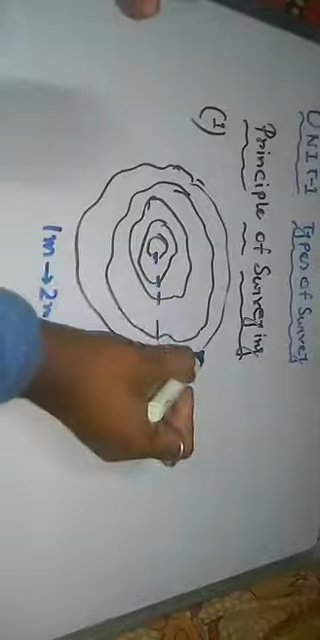 UNIT-1 Types of Survey
Principle of Surveying
(1)
1m → 2m